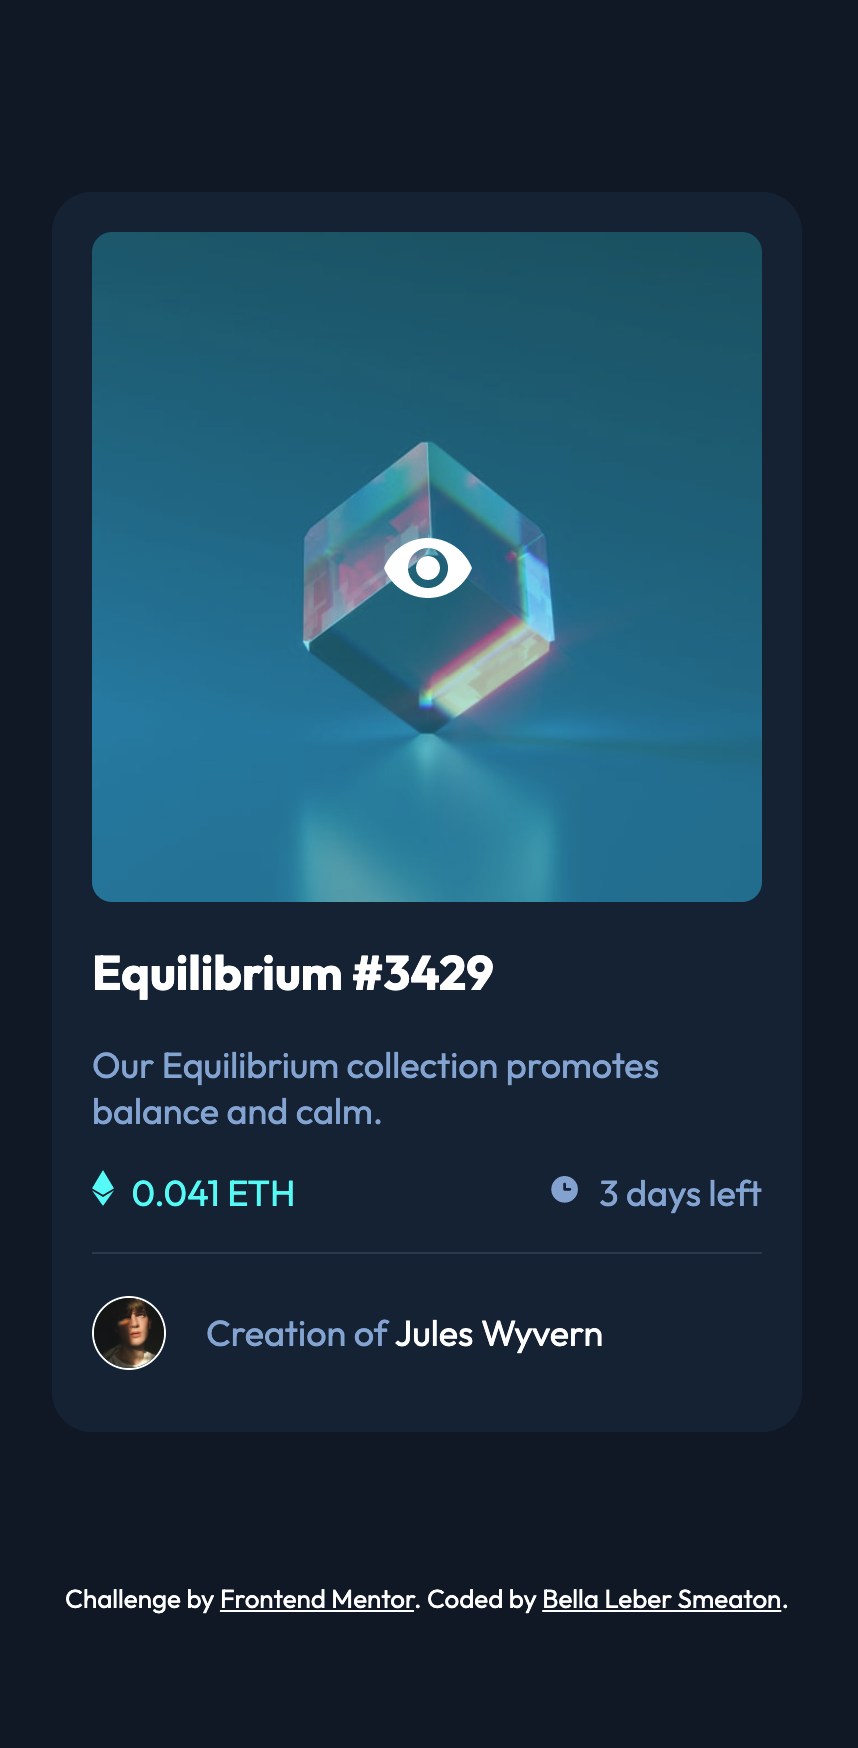 Equilibrium #3429
Our Equilibrium collection promotes
balance and calm.
0.041 ETH
3 days left
Creation of Jules Wyvern
Challenge by Frontend Mentor. Coded by Bella Leber Smeaton.